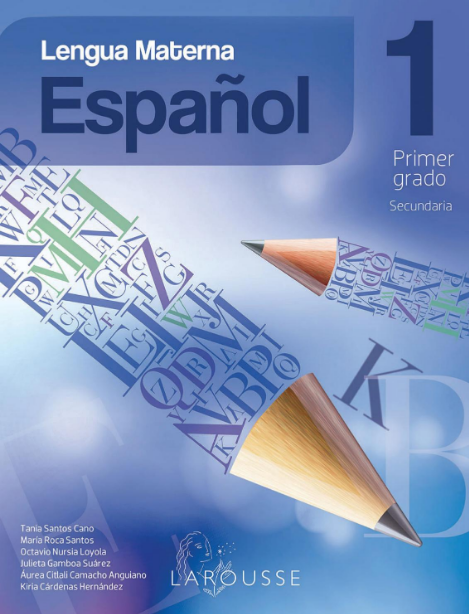 Lengua Materna
Español
1
Primer
grado
Secundaria
Tania Santos Cano
María Roca Santos
Octavio Nursia Loyola
Julieta Gamboa Suárez
Áurea Citlali Camacho Anguiano
Kiria Cárdenas Hernández
LAROUSSE